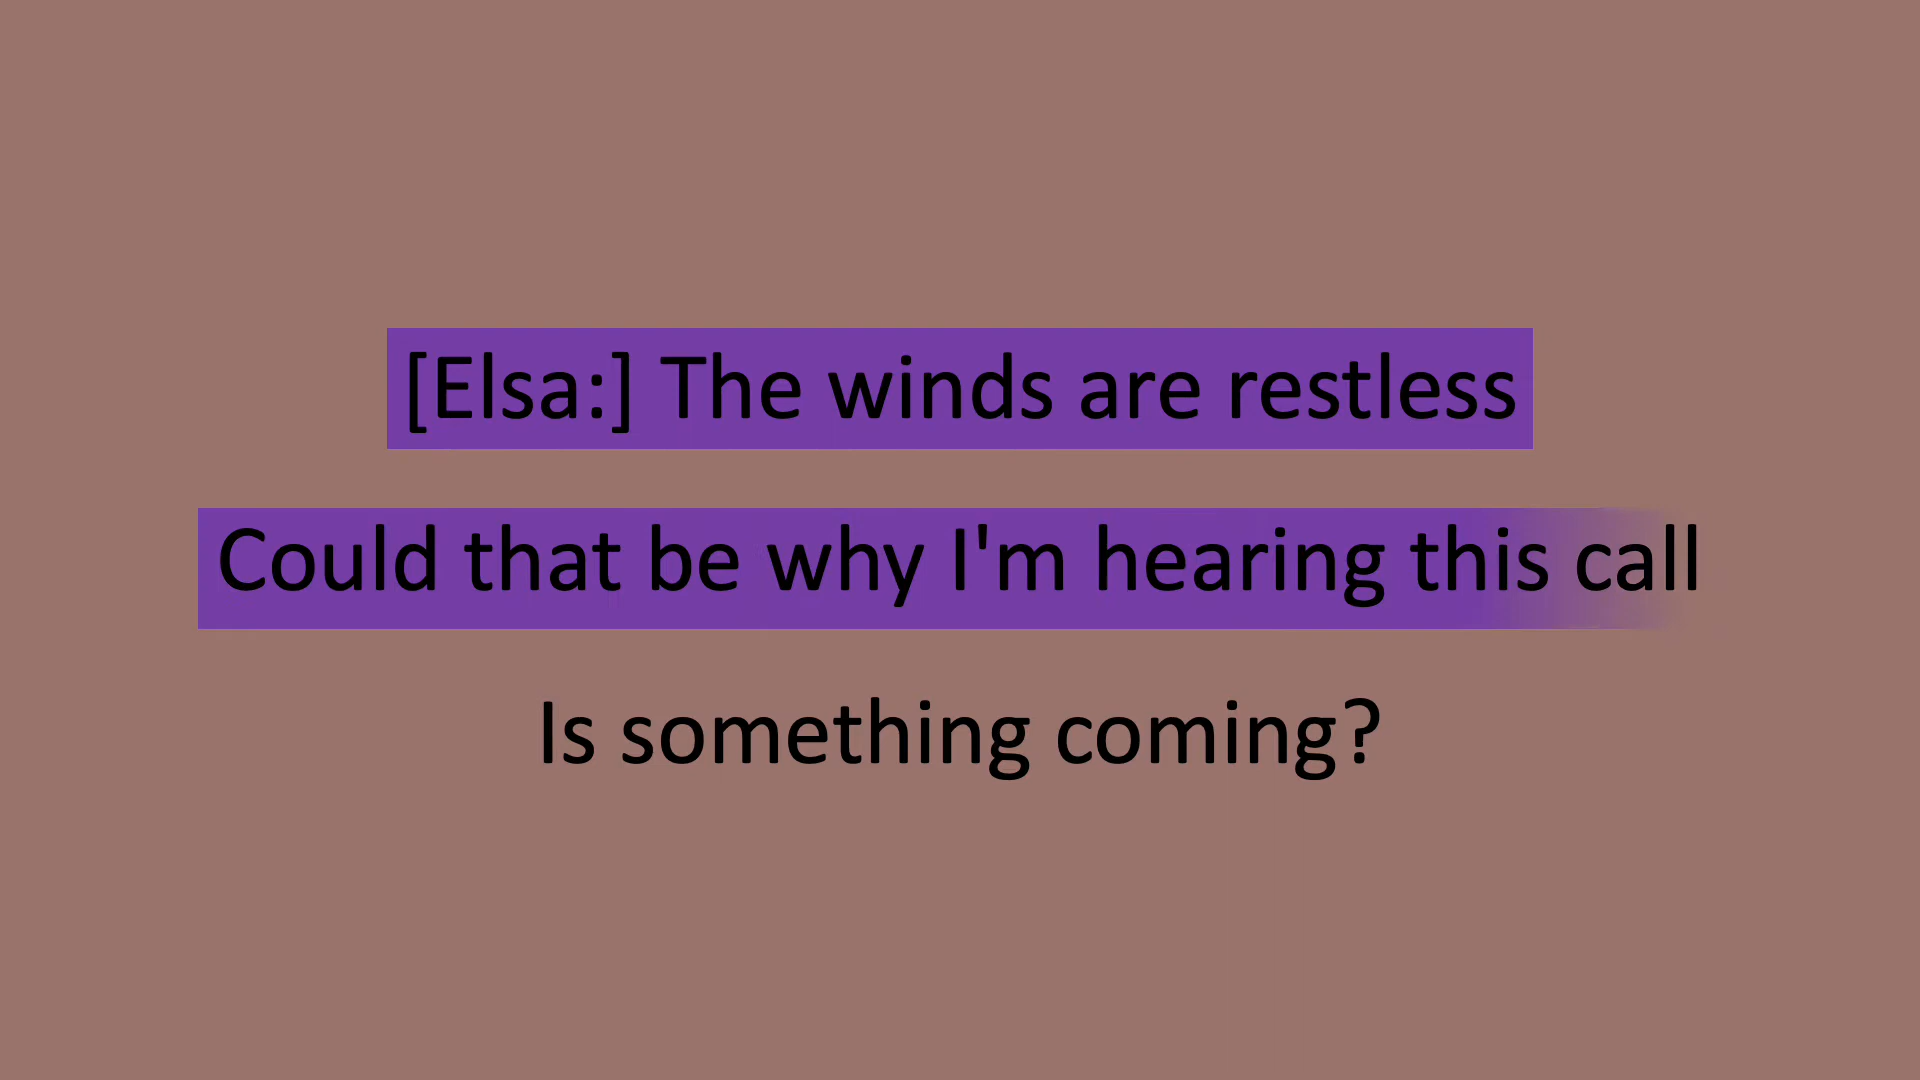 [Elsa:] The winds are restless
Could that be why I'm hearing this call
Is something coming?